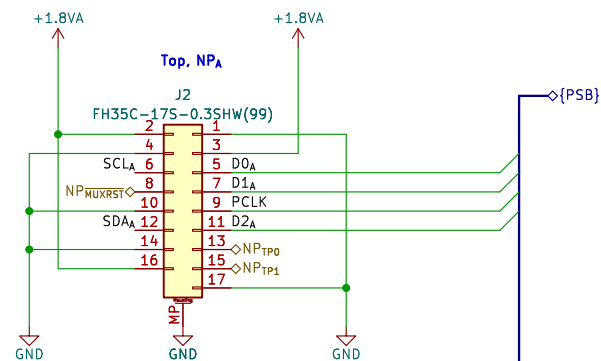 +1.8VA +1.8VA
Top, NPA
J2
FH35C-17S-0.3SHW(99)
{PSB}
2 1
4 3
SCLA 6 5 D0A
NPMUXRST 8 7 D1A
10 9 PCLK
SDAA 12 11 D2A
14 13 NPTP0
16 15 NPTP1
17
MP
GND GND GND